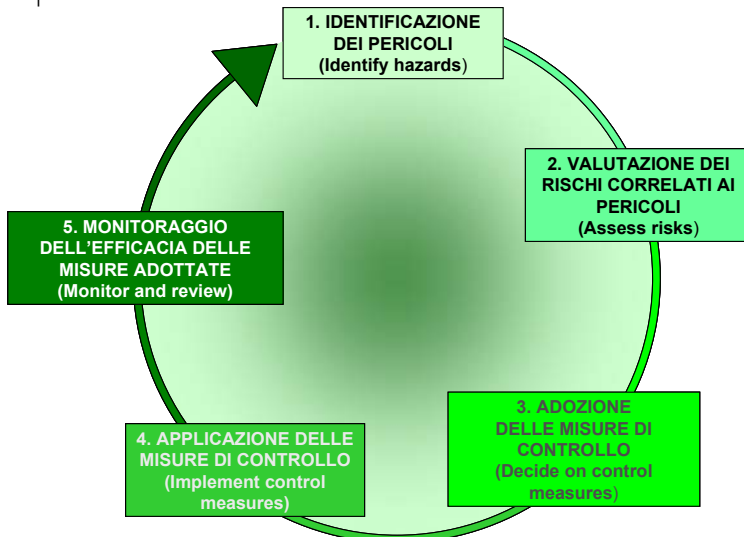 1. IDENTIFICAZIONE
DEI PERICOLI
(Identify hazards)
2. VALUTAZIONE DEI
RISCHI CORRELATI AI
PERICOLI
(Assess risks)
3. ADOZIONE
DELLE MISURE DI
CONTROLLO
(Decide on control
measures)
4. APPLICAZIONE DELLE
MISURE DI CONTROLLO
(Implement control
measures)
5. MONITORAGGIO
DELL’EFFICACIA DELLE
MISURE ADOTTATE
(Monitor and review)